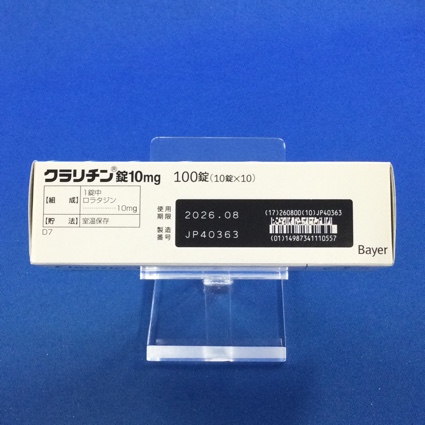 クラリチン®錠10mg 100錠(10錠×10)
【組 成】
1錠中
ロラタジン
10mg
【貯 法】 室温保存
D7
使用
期限 2026.08
製造
番号 JP40363
(17)260800(10)JP40363
(01)14987341110557
Bayer